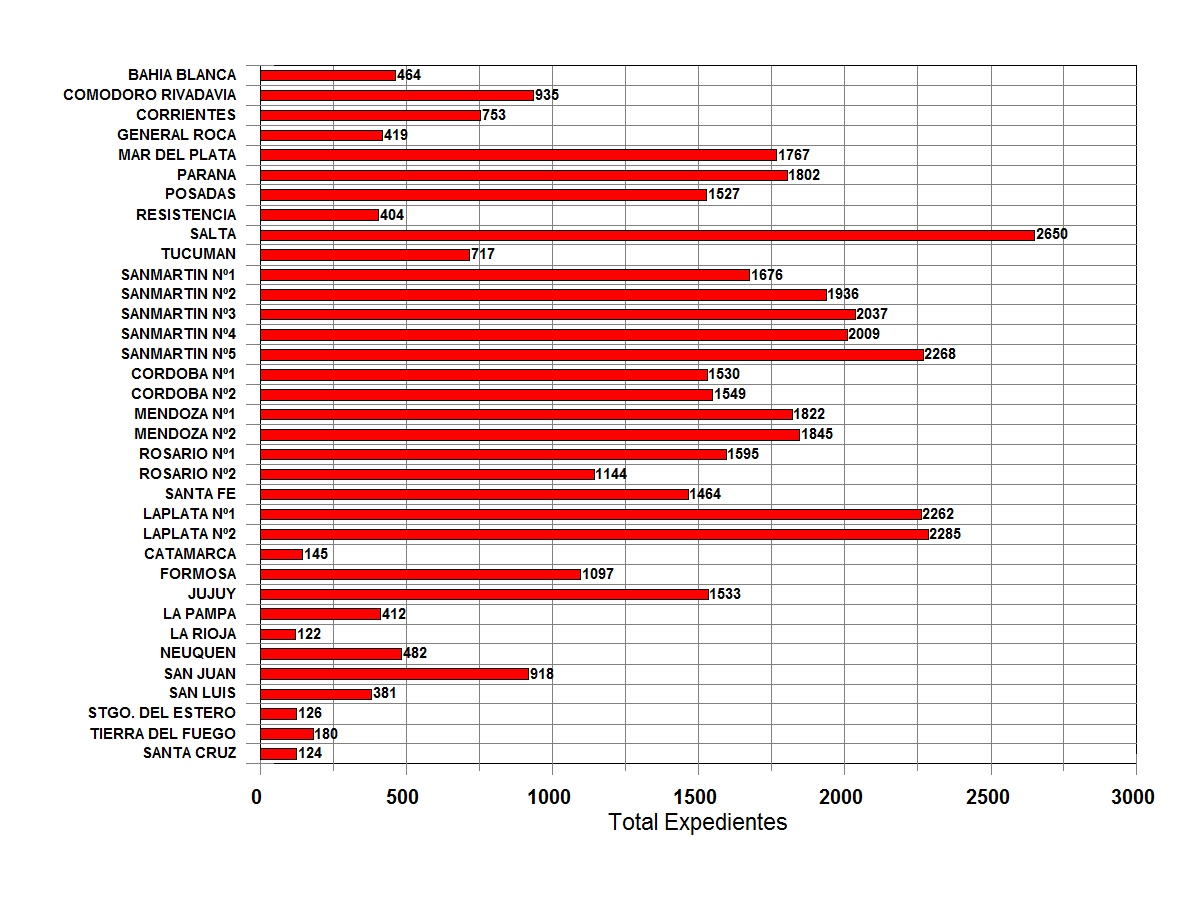 BAHIA BLANCA 464
COMODORO RIVADAVIA 935
CORRIENTES 753
GENERAL ROCA 419
MAR DEL PLATA 1767
PARANA 1802
POSADAS 1527
RESISTENCIA 404
SALTA 2650
TUCUMAN 717
SANMARTIN Nº1 1676
SANMARTIN Nº2 1936
SANMARTIN Nº3 2037
SANMARTIN Nº4 2009
SANMARTIN Nº5 2268
CORDOBA Nº1 1530
CORDOBA Nº2 1549
MENDOZA Nº1 1822
MENDOZA Nº2 1845
ROSARIO Nº1 1595
ROSARIO Nº2 1144
SANTA FE 1464
LAPLATA Nº1 2262
LAPLATA Nº2 2285
CATAMARCA 145
FORMOSA 1097
JUJUY 1533
LA PAMPA 412
LA RIOJA 122
NEUQUEN 482
SAN JUAN 918
SAN LUIS 381
STGO. DEL ESTERO 126
TIERRA DEL FUEGO 180
SANTA CRUZ 124
0 500 1000 1500 2000 2500 3000
Total Expedientes